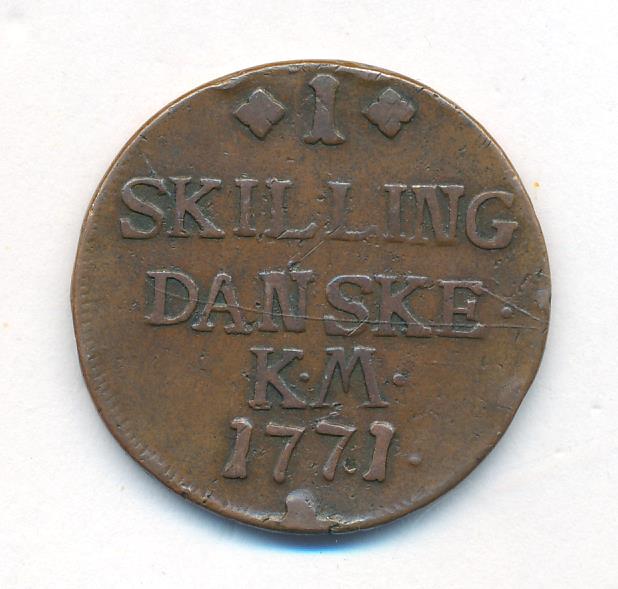 1
SKILLING
DANSKE·
K·M·
1771·